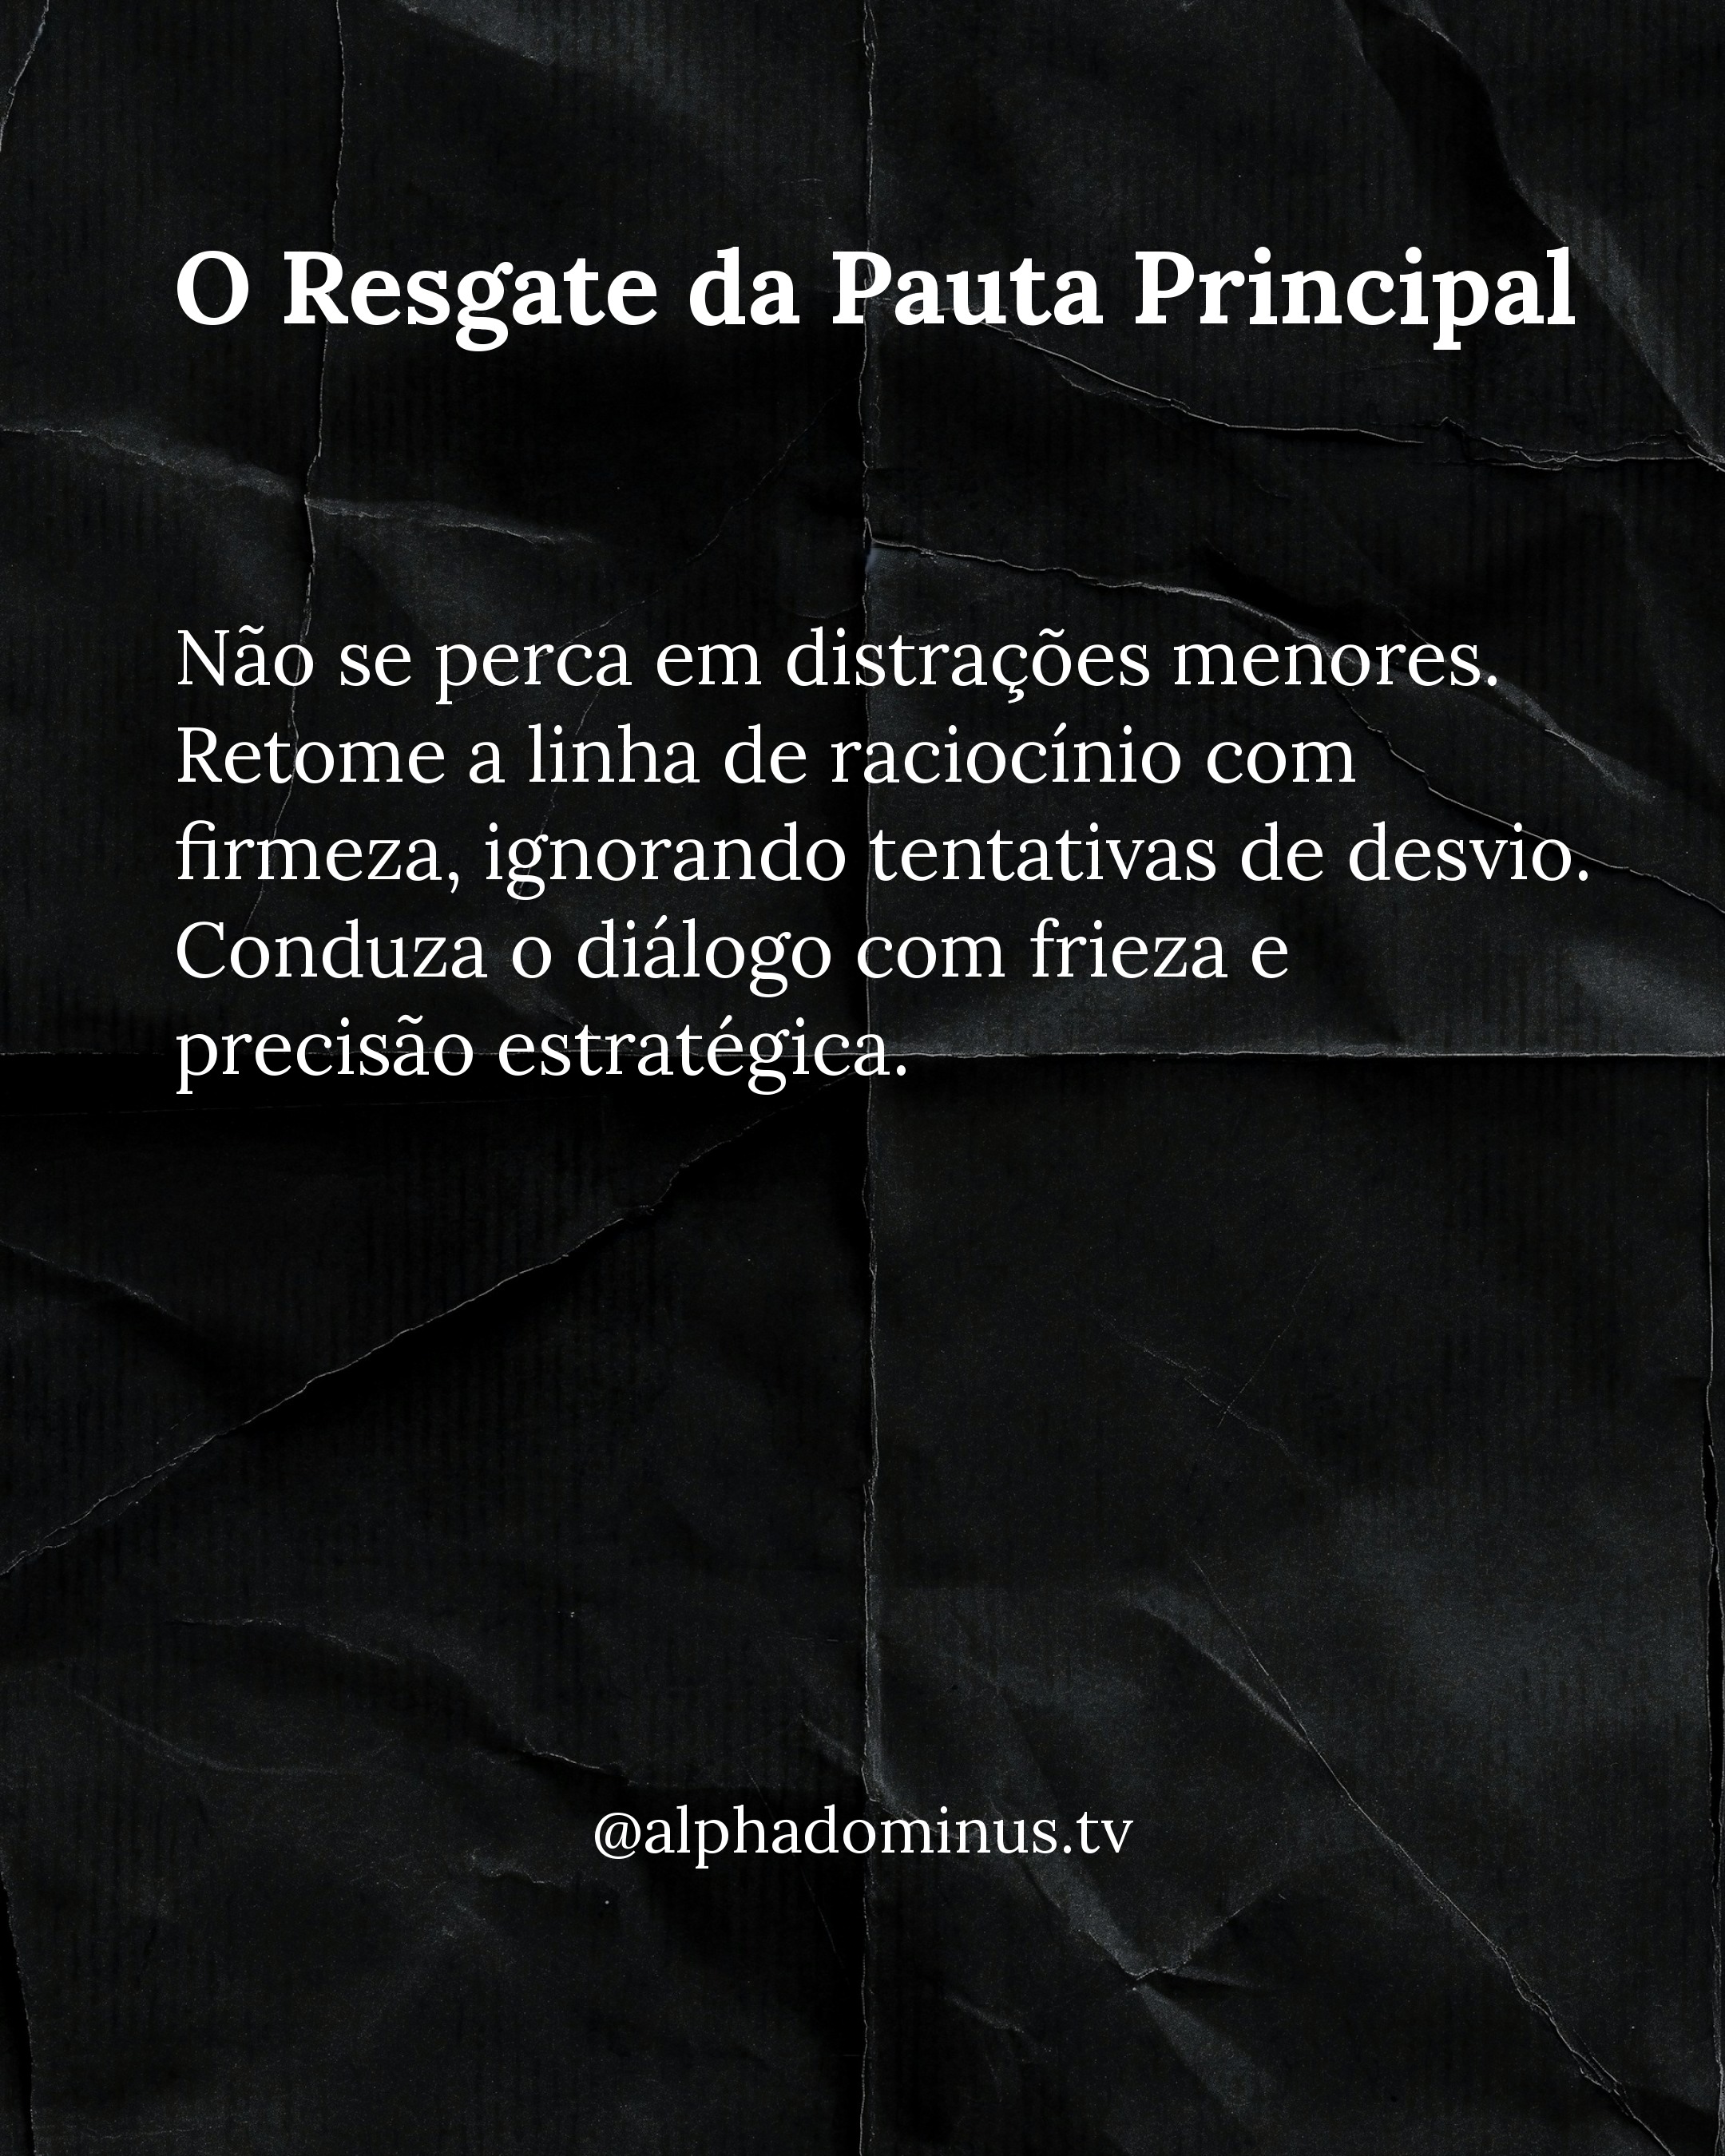 O Resgate da Pauta Principal
Não se perca em distrações menores.
Retome a linha de raciocínio com
firmeza, ignorando tentativas de desvio.
Conduza o diálogo com frieza e
precisão estratégica.
@alphadominus.tv